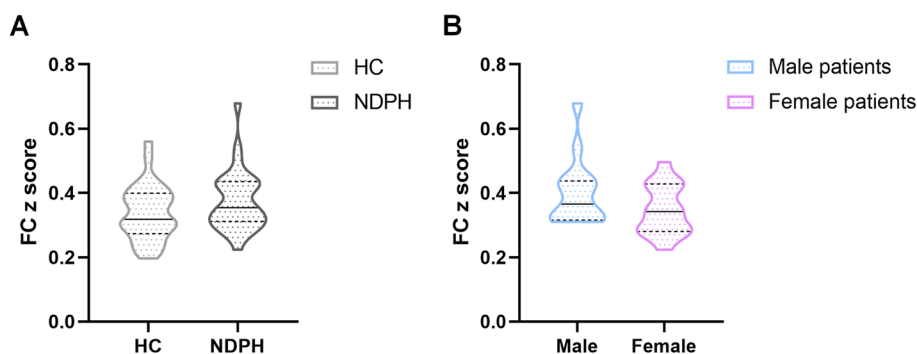 A
HC
NDPH
FC z score
0.8
0.6
0.4
0.2
0.0
HC NDPH
B
Male patients
Female patients
FC z score
0.8
0.6
0.4
0.2
0.0
Male Female